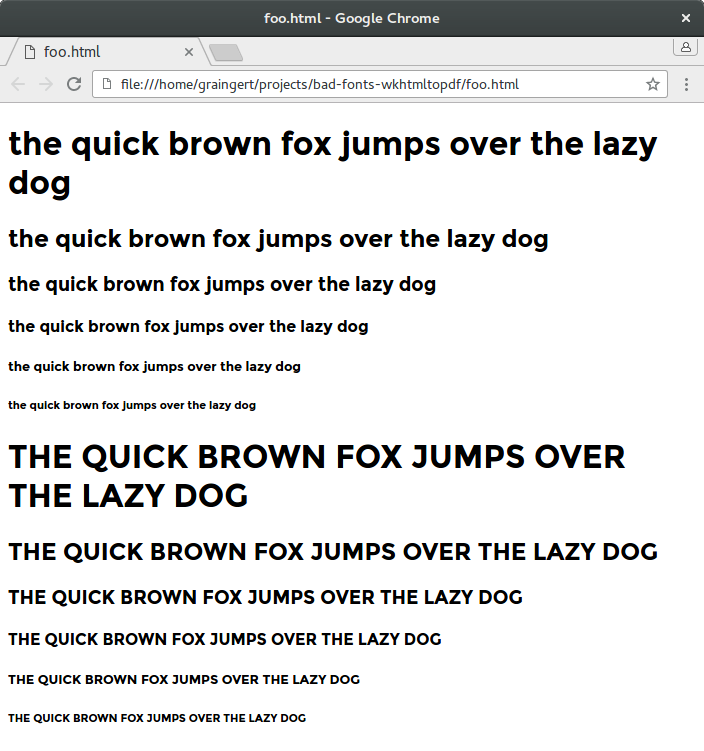 foo.html - Google Chrome
foo.html
file:///home/graingert/projects/bad-fonts-wkhtmltopdf/foo.html
the quick brown fox jumps over the lazy
dog
the quick brown fox jumps over the lazy dog
the quick brown fox jumps over the lazy dog
the quick brown fox jumps over the lazy dog
the quick brown fox jumps over the lazy dog
the quick brown fox jumps over the lazy dog
THE QUICK BROWN FOX JUMPS OVER
THE LAZY DOG
THE QUICK BROWN FOX JUMPS OVER THE LAZY DOG
THE QUICK BROWN FOX JUMPS OVER THE LAZY DOG
THE QUICK BROWN FOX JUMPS OVER THE LAZY DOG
THE QUICK BROWN FOX JUMPS OVER THE LAZY DOG
THE QUICK BROWN FOX JUMPS OVER THE LAZY DOG